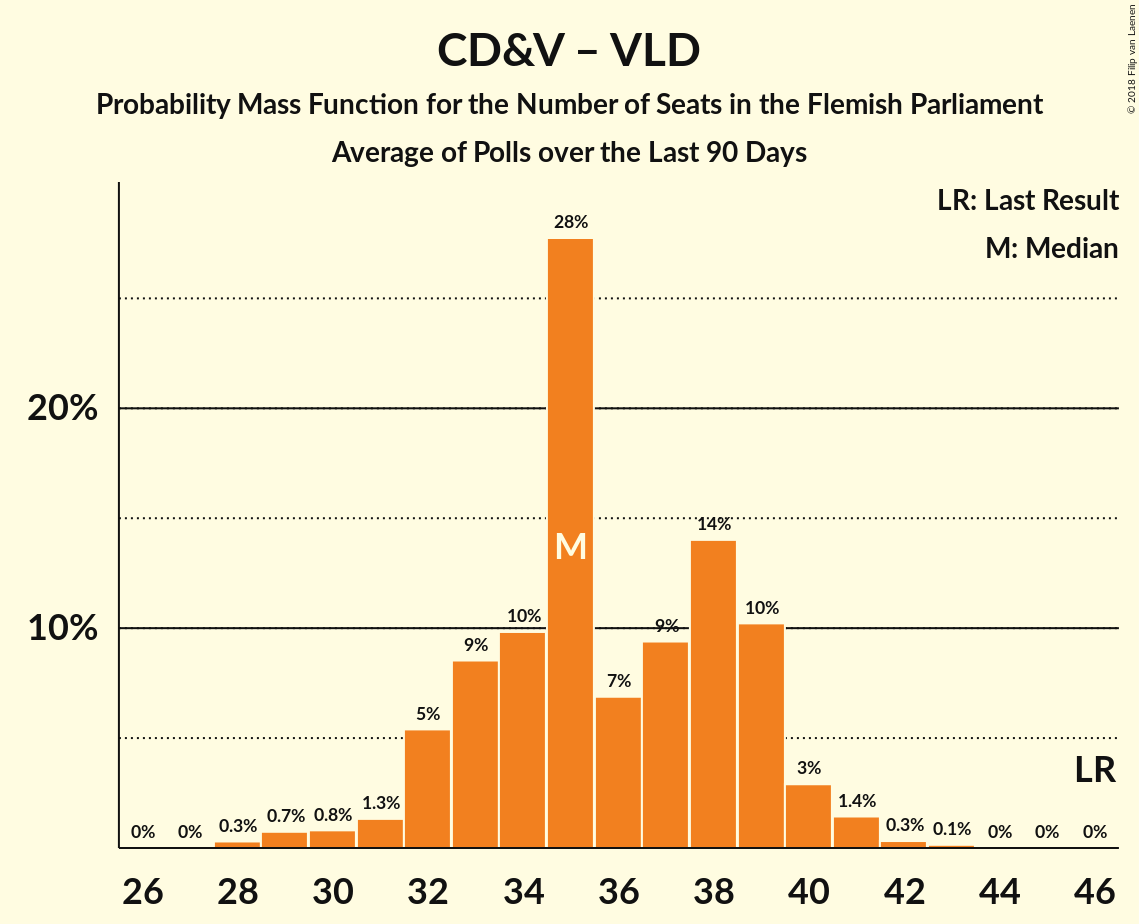 CD&V – VLD
Probability Mass Function for the Number of Seats in the Flemish Parliament
Average of Polls over the Last 90 Days
© 2018 Filip van Laenen
LR: Last Result
M: Median
28%
20%
14%
M
10%
10%
10%
9%
9%
7%
5%
3%
LR
1.4%
1.3%
0.8%
0.7%
0.3%
0.3%
0.1%
0%
0%
0%
0%
0%
26 28 30 32 34 36 38 40 42 44 46